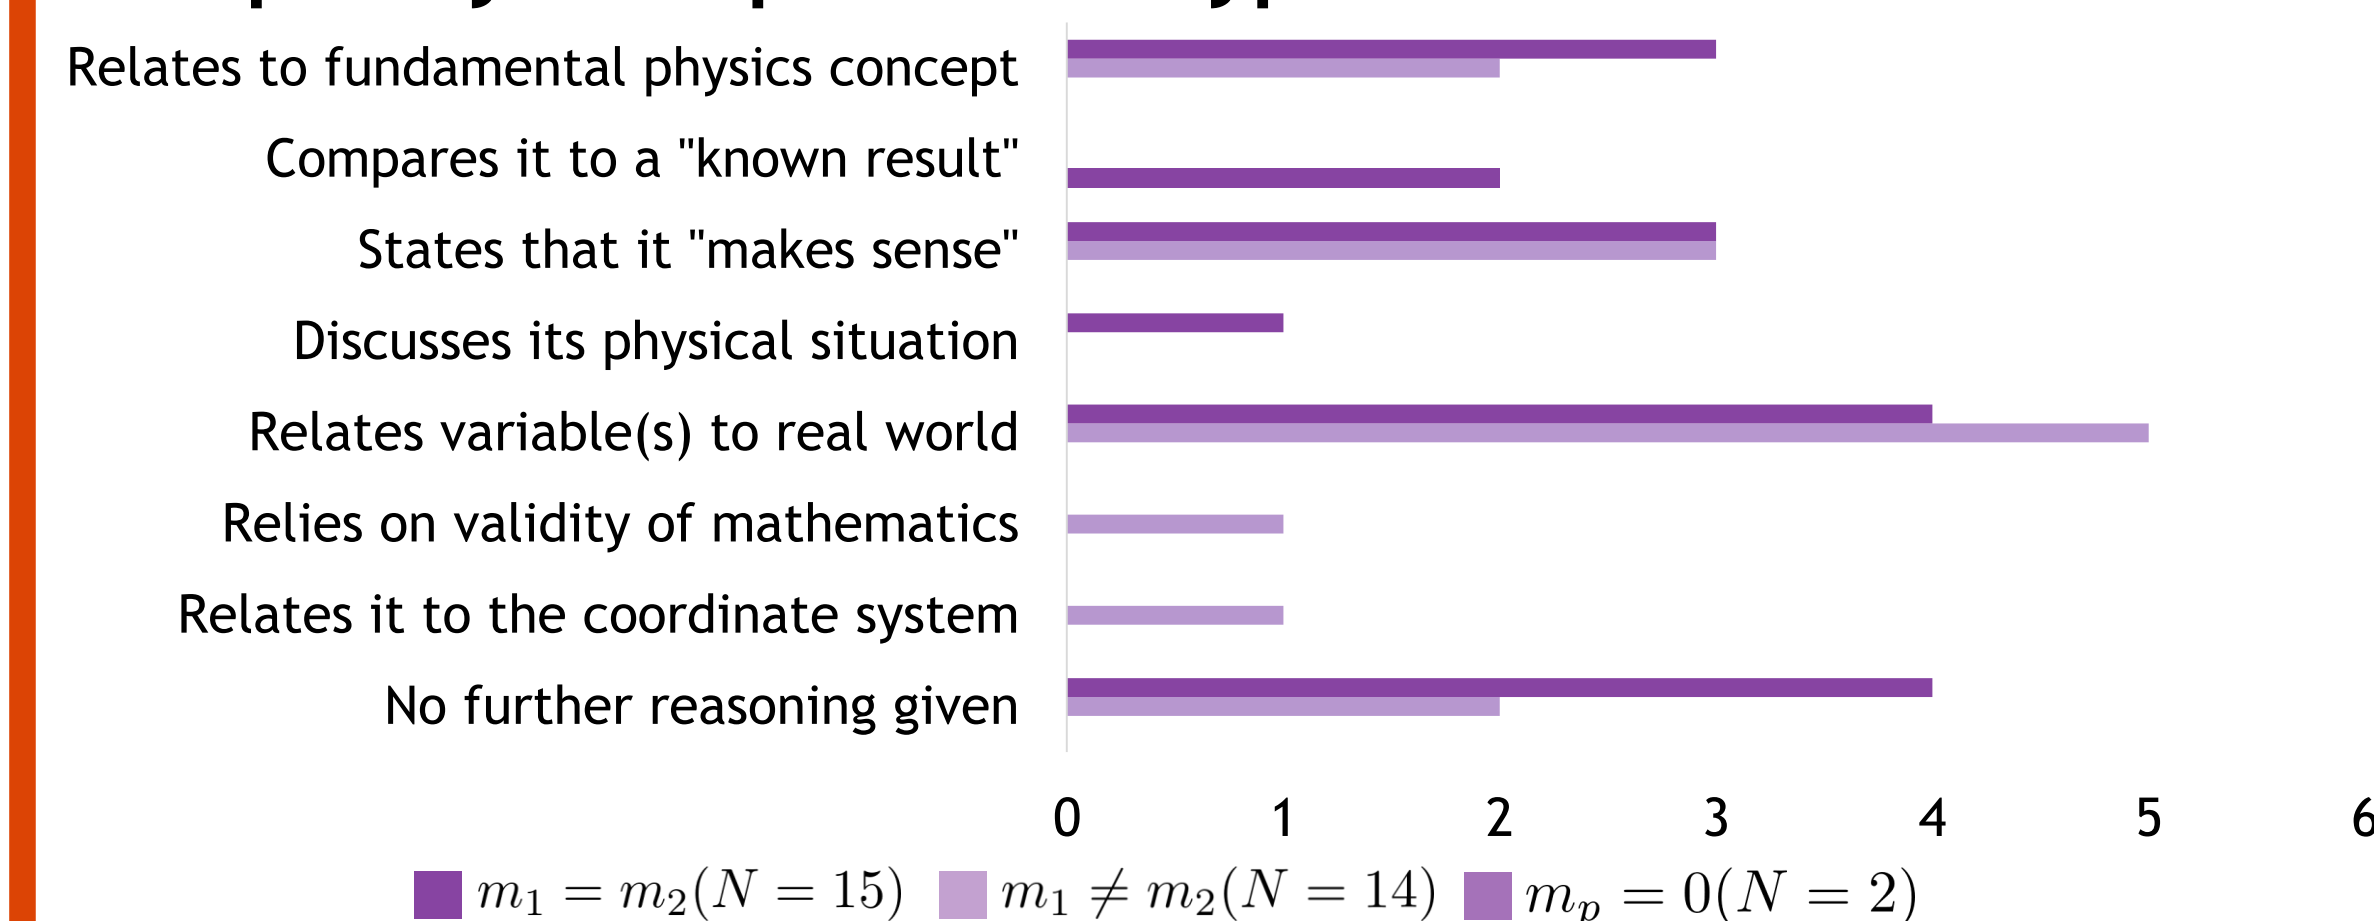 Relates to fundamental physics concept
Compares it to a "known result"
States that it "makes sense"
Discusses its physical situation
Relates variable(s) to real world
Relies on validity of mathematics
Relates it to the coordinate system
No further reasoning given
0 1 2 3 4 5 6
m₁ = m₂(N = 15) m₁ ≠ m₂(N = 14) mₚ = 0(N = 2)